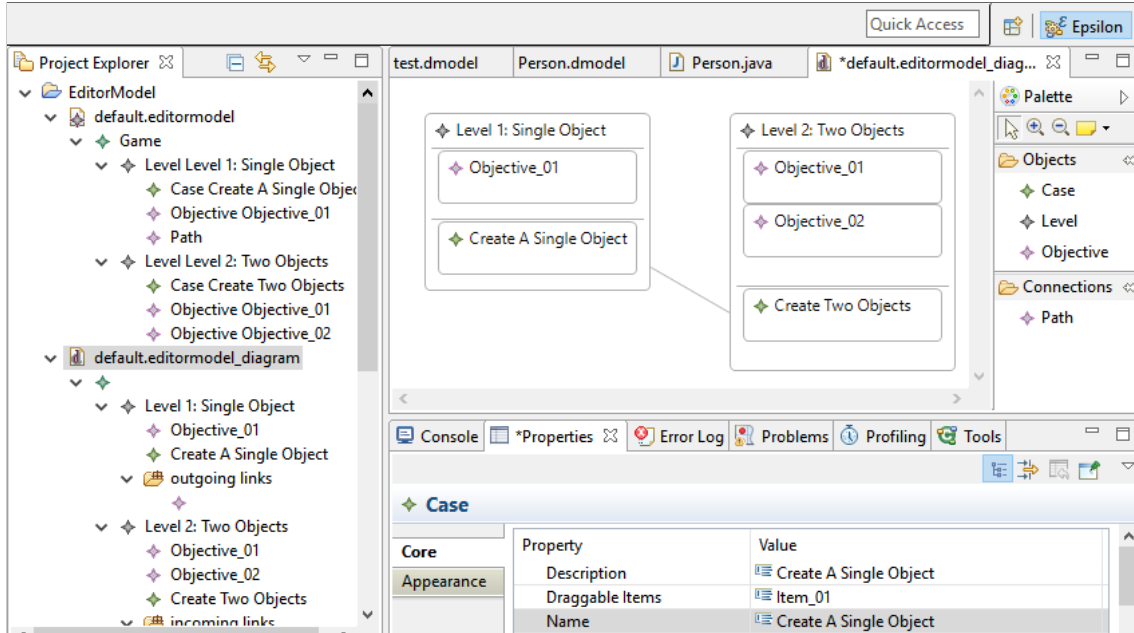 Quick Access
Epsilon
Project Explorer
EditorModel
default.editormodel
Game
Level Level 1: Single Object
Case Create A Single Objec
Objective Objective_01
Path
Level Level 2: Two Objects
Case Create Two Objects
Objective Objective_01
Objective Objective_02
default.editormodel_diagram
Level 1: Single Object
Objective_01
Create A Single Object
outgoing links
Level 2: Two Objects
Objective_01
Objective_02
Create Two Objects
incoming links
test.dmodel
Person.dmodel
Person.java
*default.editormodel_diag...
Level 1: Single Object
Objective_01
Create A Single Object
Level 2: Two Objects
Objective_01
Objective_02
Create Two Objects
Palette
Objects
Case
Level
Objective
Connections
Path
Console
*Properties
Error Log
Problems
Profiling
Tools
Case
Core
Appearance
Property Value
Description Create A Single Object
Draggable Items Item_01
Name Create A Single Object